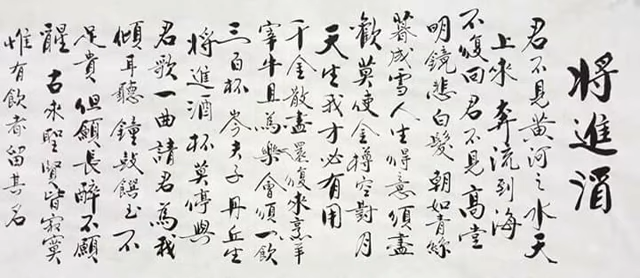 將進酒
君不見黃河之水天
上來奔流到海
不復回君不見高堂
明鏡悲白髮朝如青絲
暮成雪人生得意須盡
歡莫使金樽空對月
天生我才必有用
千金散盡還復來烹羊
宰牛且為樂會須一飲
三百杯岑夫子丹丘生
將進酒杯莫停與
君歌一曲請君為我
傾耳聽鐘鼓饌玉不
足貴但願長醉不願
醒古來聖賢皆寂寞
惟有飲者留其名